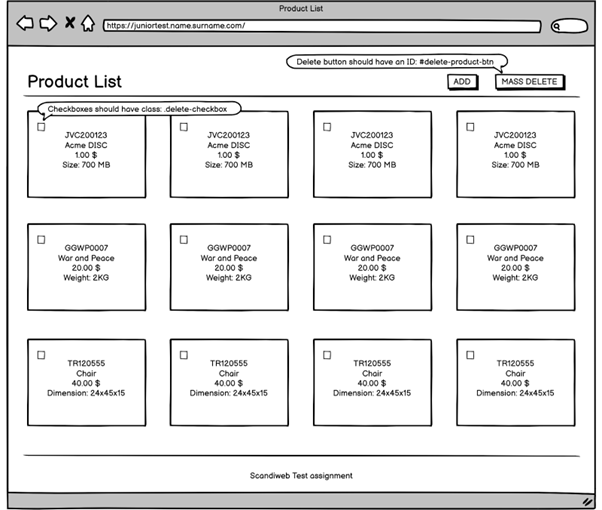 Product List
https://juniortest.name.surname.com/
Delete button should have an ID: #delete-product-btn
Product List
ADD
MASS DELETE
Checkboxes should have class: .delete-checkbox
JVC200123
Acme DISC
1.00 $
Size: 700 MB
JVC200123
Acme DISC
1.00 $
Size: 700 MB
JVC200123
Acme DISC
1.00 $
Size: 700 MB
JVC200123
Acme DISC
1.00 $
Size: 700 MB
GGWP0007
War and Peace
20.00 $
Weight: 2KG
GGWP0007
War and Peace
20.00 $
Weight: 2KG
GGWP0007
War and Peace
20.00 $
Weight: 2KG
GGWP0007
War and Peace
20.00 $
Weight: 2KG
TR120555
Chair
40.00 $
Dimension: 24x45x15
TR120555
Chair
40.00 $
Dimension: 24x45x15
TR120555
Chair
40.00 $
Dimension: 24x45x15
TR120555
Chair
40.00 $
Dimension: 24x45x15
Scandiweb Test assignment